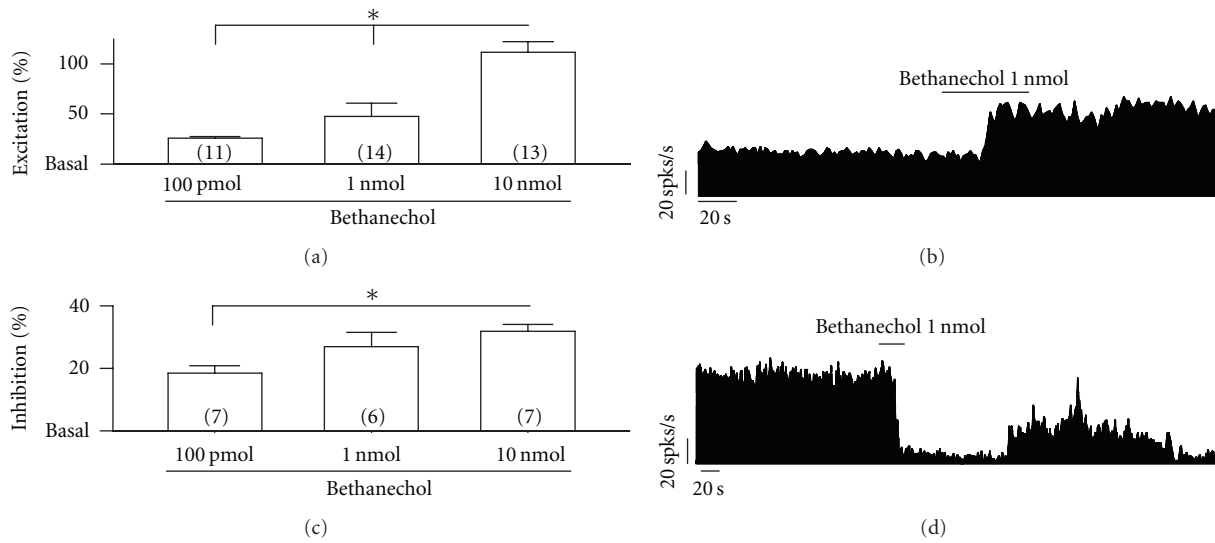 Excitation (%)
100
50
Basal
*
(11)
(14)
(13)
100 pmol
1 nmol
10 nmol
Bethanechol
(a)
Bethanechol 1 nmol
20 spks/s
20 s
(b)
Inhibition (%)
40
20
Basal
*
(7)
(6)
(7)
100 pmol
1 nmol
10 nmol
Bethanechol
(c)
Bethanechol 1 nmol
20 spks/s
20 s
(d)